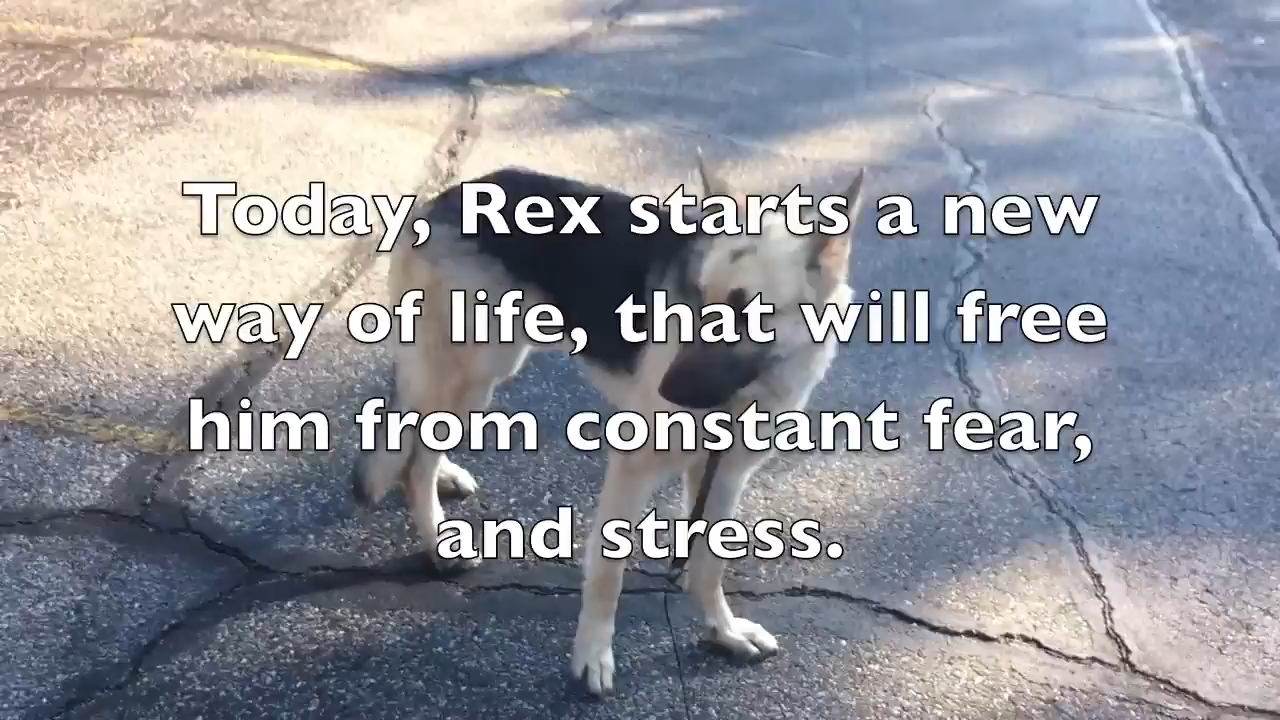 Today, Rex starts a new
way of life, that will free
him from constant fear,
and stress.